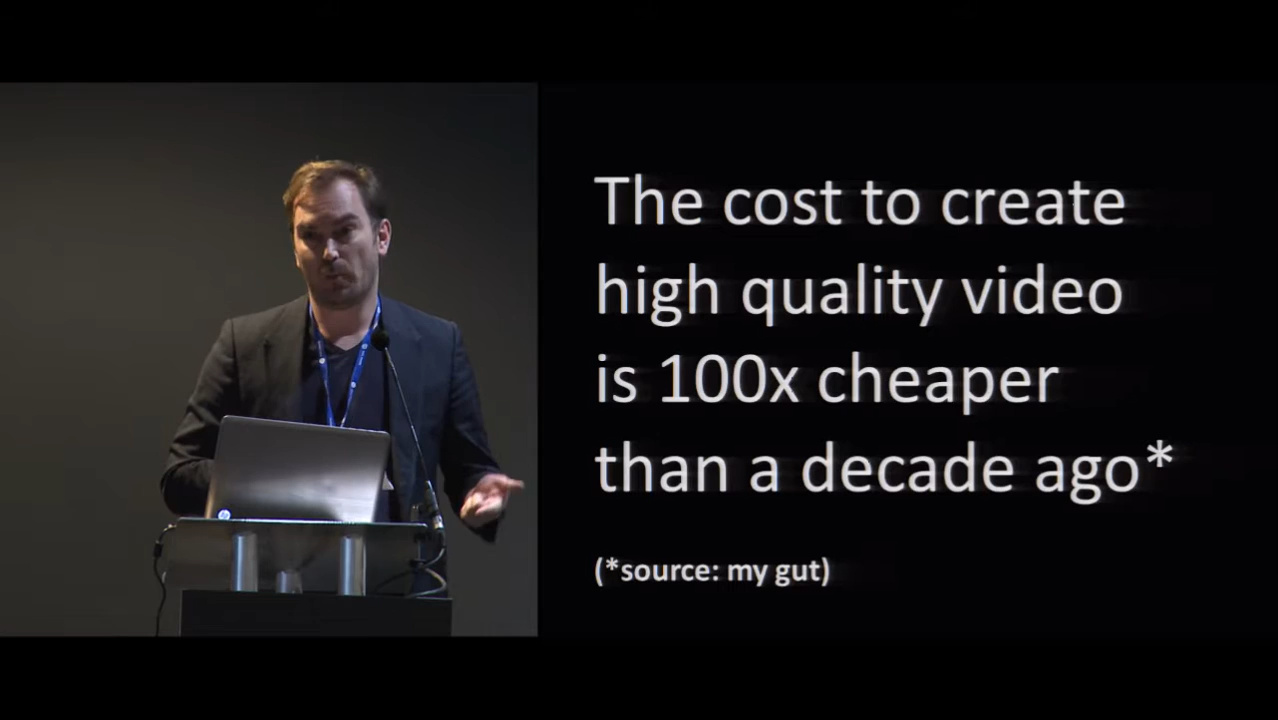 The cost to create
high quality video
is 100x cheaper
than a decade ago*
(*source: my gut)